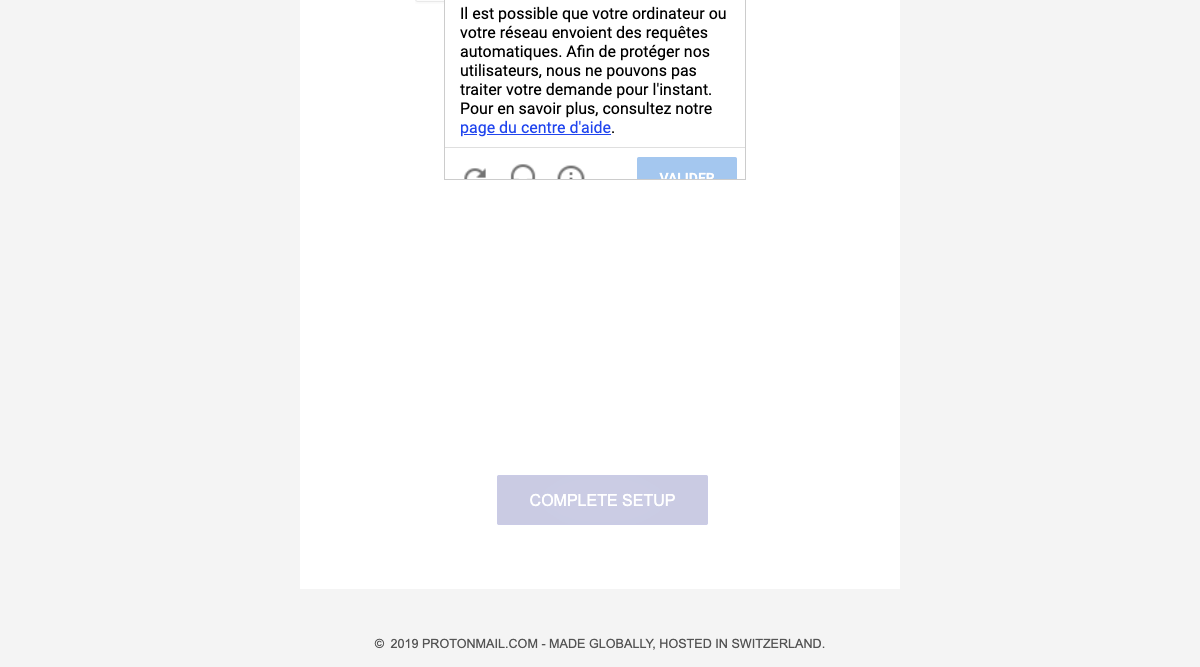 Il est possible que votre ordinateur ou
votre réseau envoient des requêtes
automatiques. Afin de protéger nos
utilisateurs, nous ne pouvons pas
traiter votre demande pour l'instant.
Pour en savoir plus, consultez notre
page du centre d'aide.
VALIDER
COMPLETE SETUP
© 2019 PROTONMAIL.COM - MADE GLOBALLY, HOSTED IN SWITZERLAND.